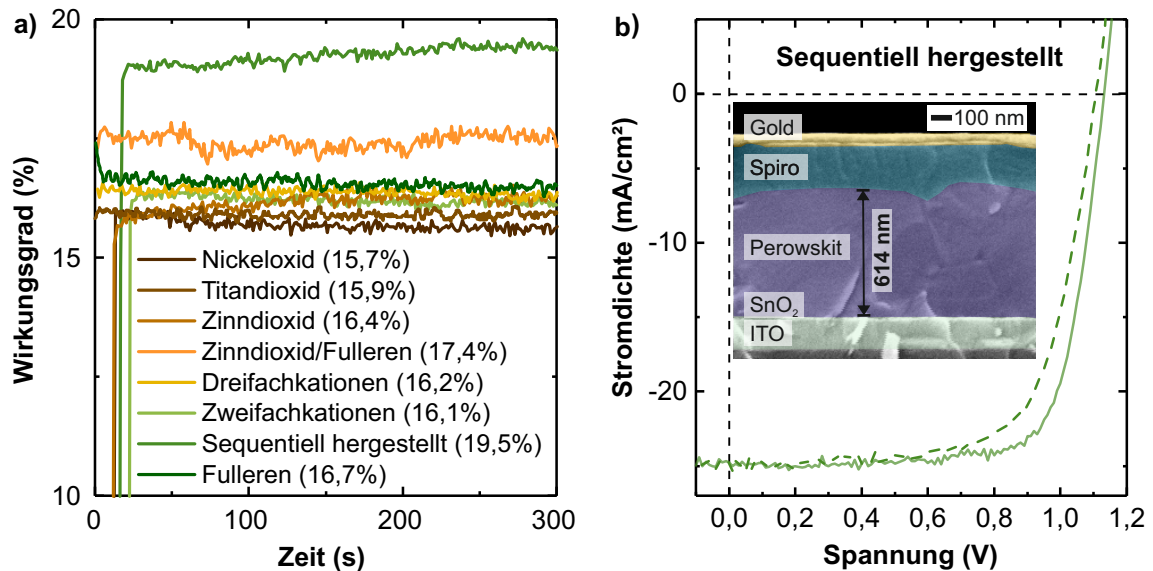 a)
Wirkungsgrad (%)
20
15
10
Nickeloxid (15,7%)
Titandioxid (15,9%)
Zinndioxid (16,4%)
Zinndioxid/Fulleren (17,4%)
Dreifachkationen (16,2%)
Zweifachkationen (16,1%)
Sequentiell hergestellt (19,5%)
Fulleren (16,7%)
0 100 200 300
Zeit (s)
b)
Sequentiell hergestellt
Stromdichte (mA/cm²)
0
-10
-20
100 nm
Gold
Spiro
Perowskit
614 nm
SnO₂
ITO
0,0 0,2 0,4 0,6 0,8 1,0 1,2
Spannung (V)